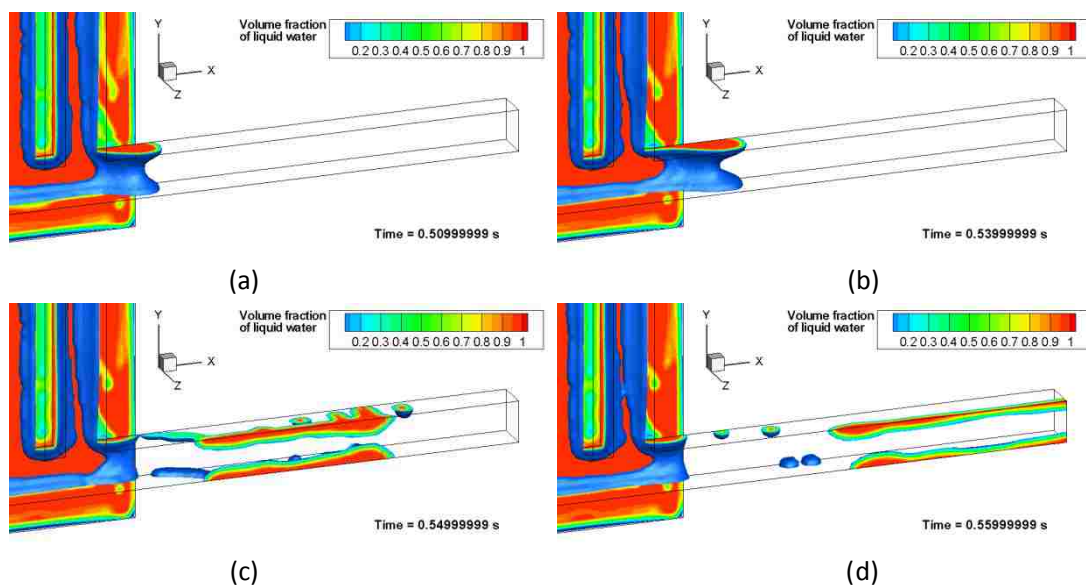 Volume fraction
of liquid water
0.2 0.3 0.4 0.5 0.6 0.7 0.8 0.9 1
Y
X
Z
Time = 0.50999999 s
(a)
Volume fraction
of liquid water
0.2 0.3 0.4 0.5 0.6 0.7 0.8 0.9 1
Y
X
Z
Time = 0.53999999 s
(b)
Volume fraction
of liquid water
0.2 0.3 0.4 0.5 0.6 0.7 0.8 0.9 1
Y
X
Z
Time = 0.54999999 s
(c)
Volume fraction
of liquid water
0.2 0.3 0.4 0.5 0.6 0.7 0.8 0.9 1
Y
X
Z
Time = 0.55999999 s
(d)